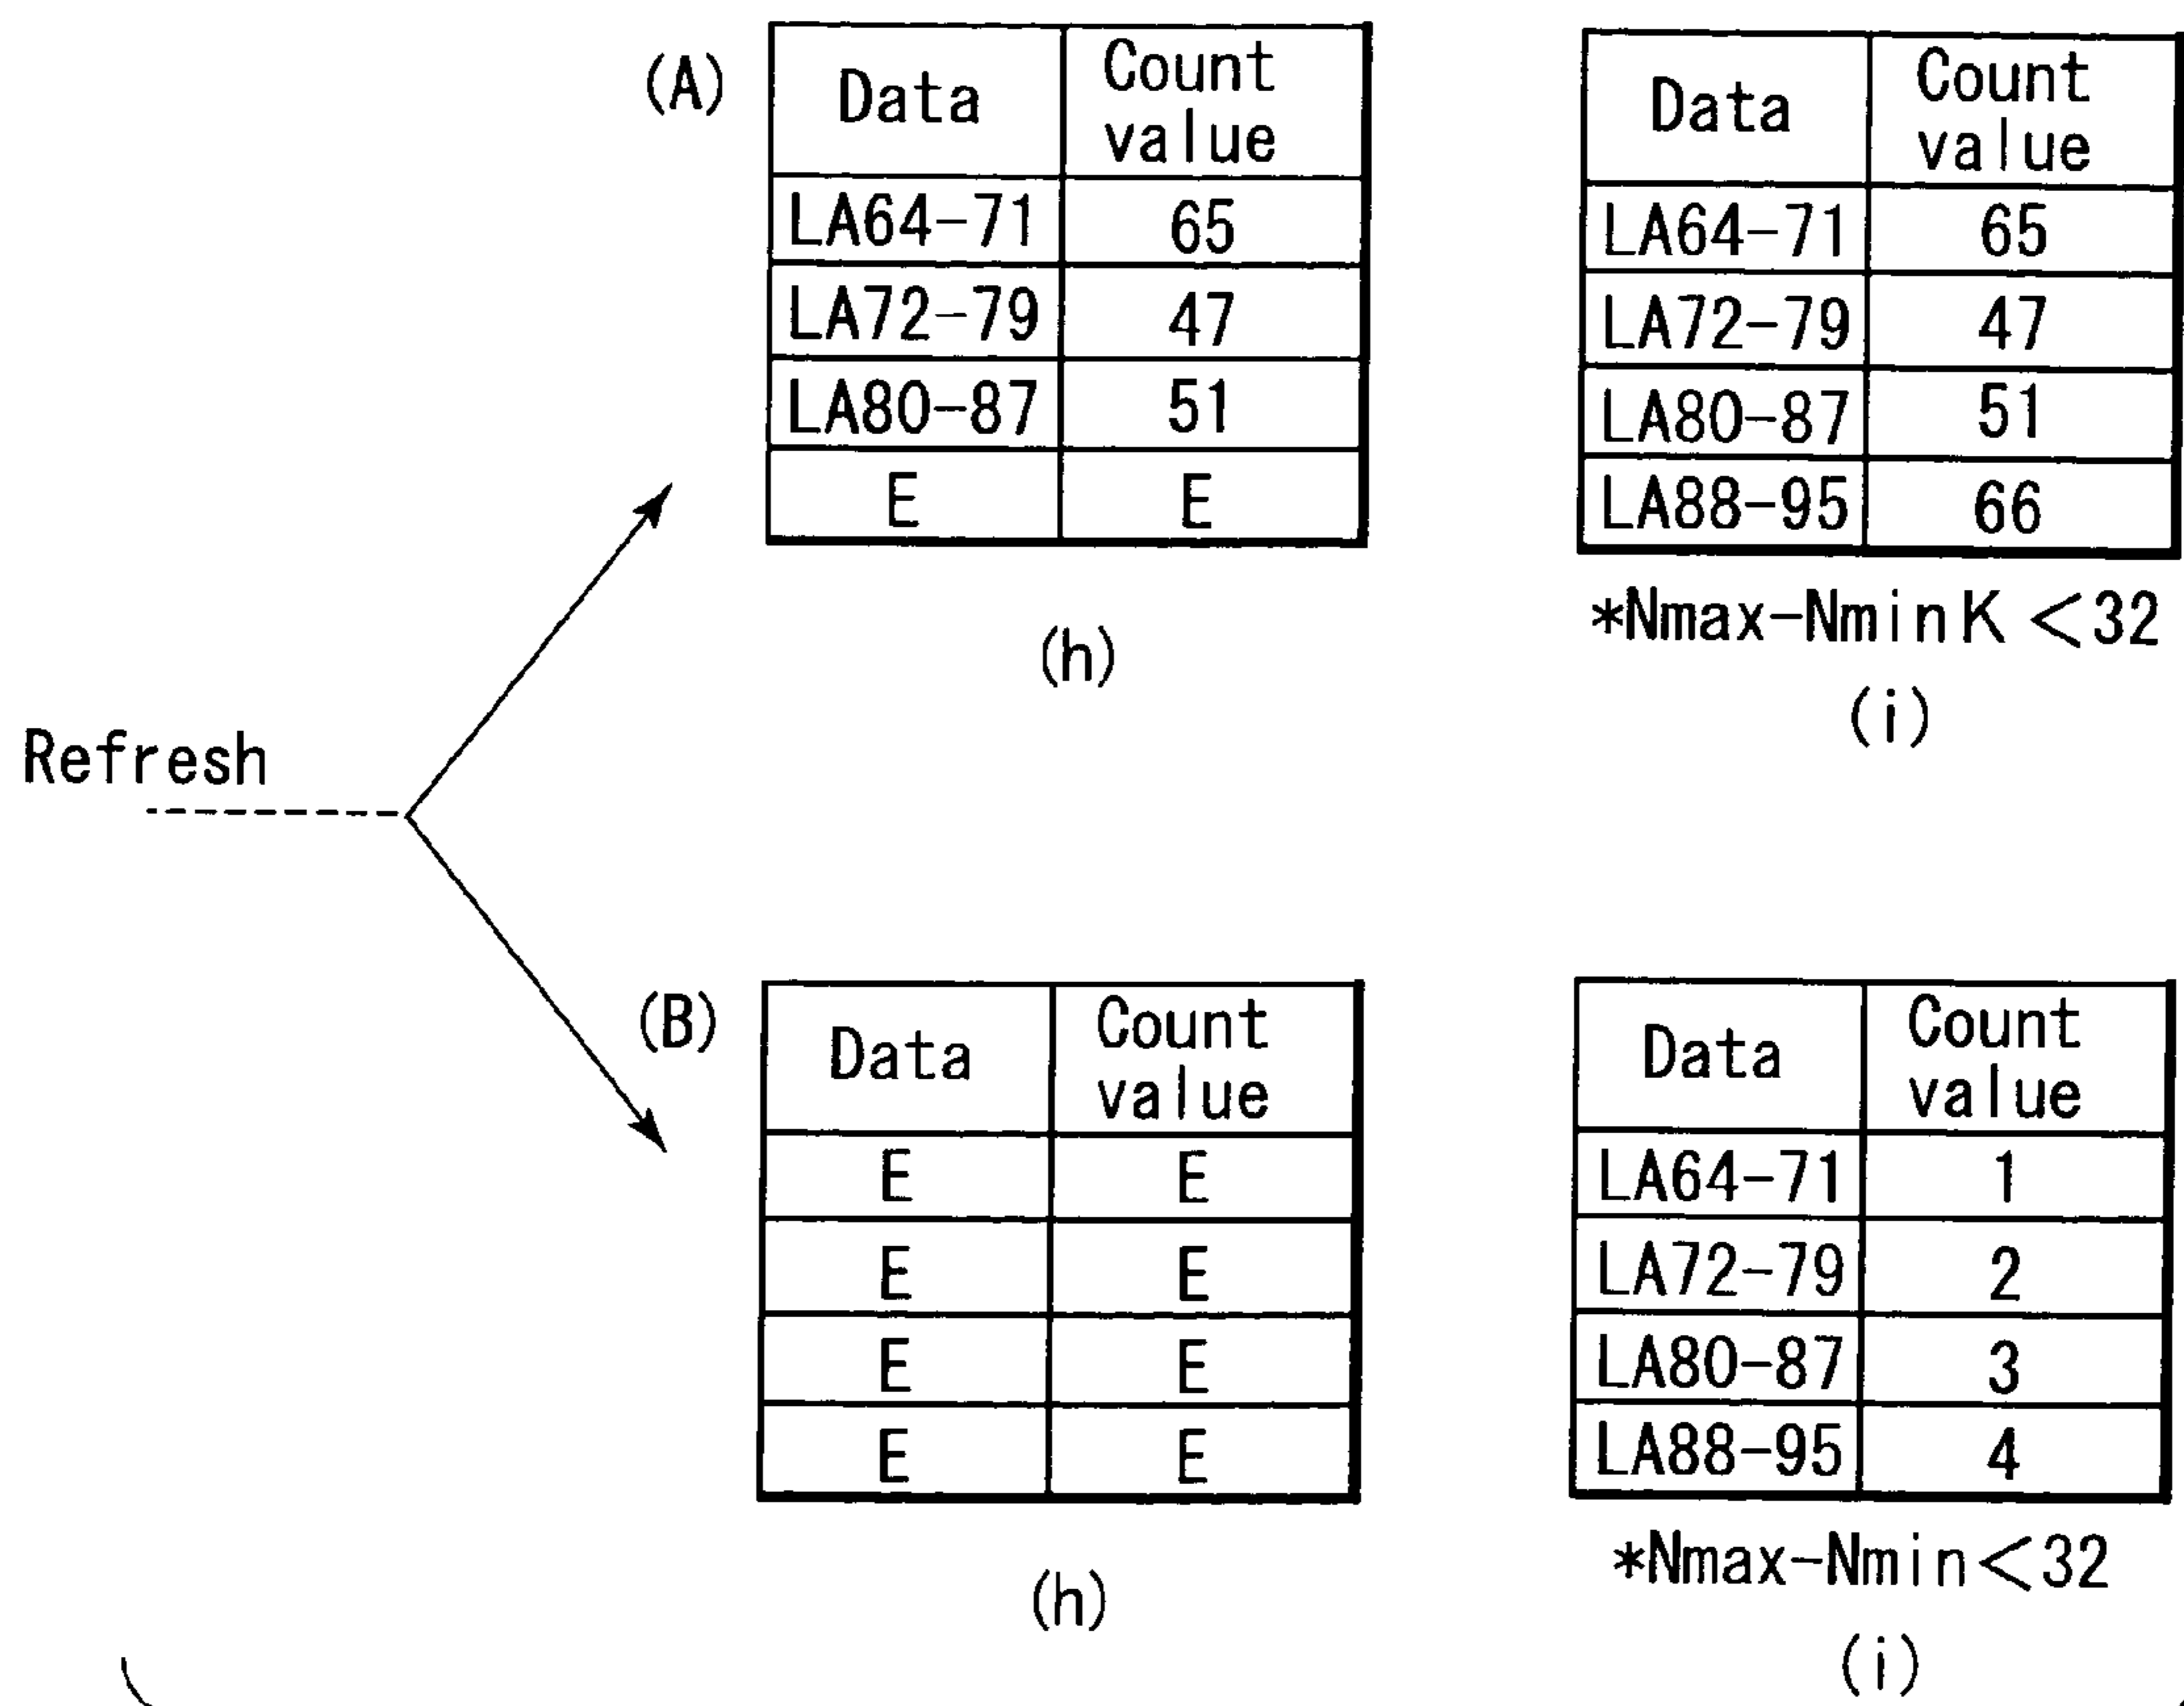 (A)
Data Count value
LA64-71 65
LA72-79 47
LA80-87 51
E E
(h)
Data Count value
LA64-71 65
LA72-79 47
LA80-87 51
LA88-95 66
*Nmax-NminK <32
(i)
Refresh
(B)
Data Count value
E E
E E
E E
E E
(h)
Data Count value
LA64-71 1
LA72-79 2
LA80-87 3
LA88-95 4
*Nmax-Nmin<32
(i)